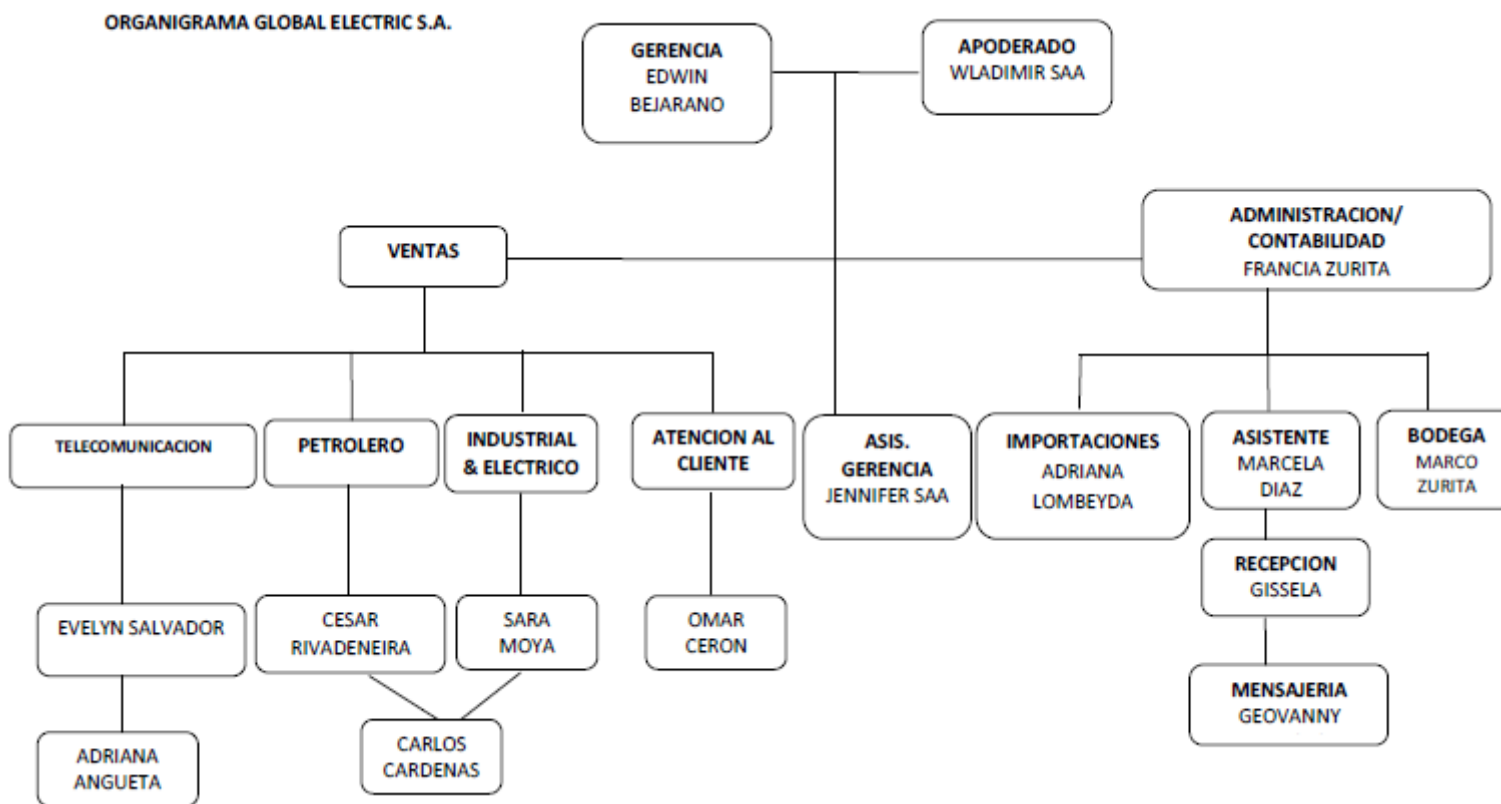 ORGANIGRAMA GLOBAL ELECTRIC S.A.
GERENCIA
EDWIN
BEJARANO
APODERADO
WLADIMIR SAA
VENTAS
ADMINISTRACION/
CONTABILIDAD
FRANCIA ZURITA
TELECOMUNICACION
PETROLERO
INDUSTRIAL
& ELECTRICO
ATENCION AL
CLIENTE
ASIS.
GERENCIA
JENNIFER SAA
IMPORTACIONES
ADRIANA
LOMBEYDA
ASISTENTE
MARCELA
DIAZ
BODEGA
MARCO
ZURITA
RECEPCION
GISSELA
EVELYN SALVADOR
CESAR
RIVADENEIRA
SARA
MOYA
OMAR
CERON
MENSAJERIA
GEOVANNY
ADRIANA
ANGUETA
CARLOS
CARDENAS